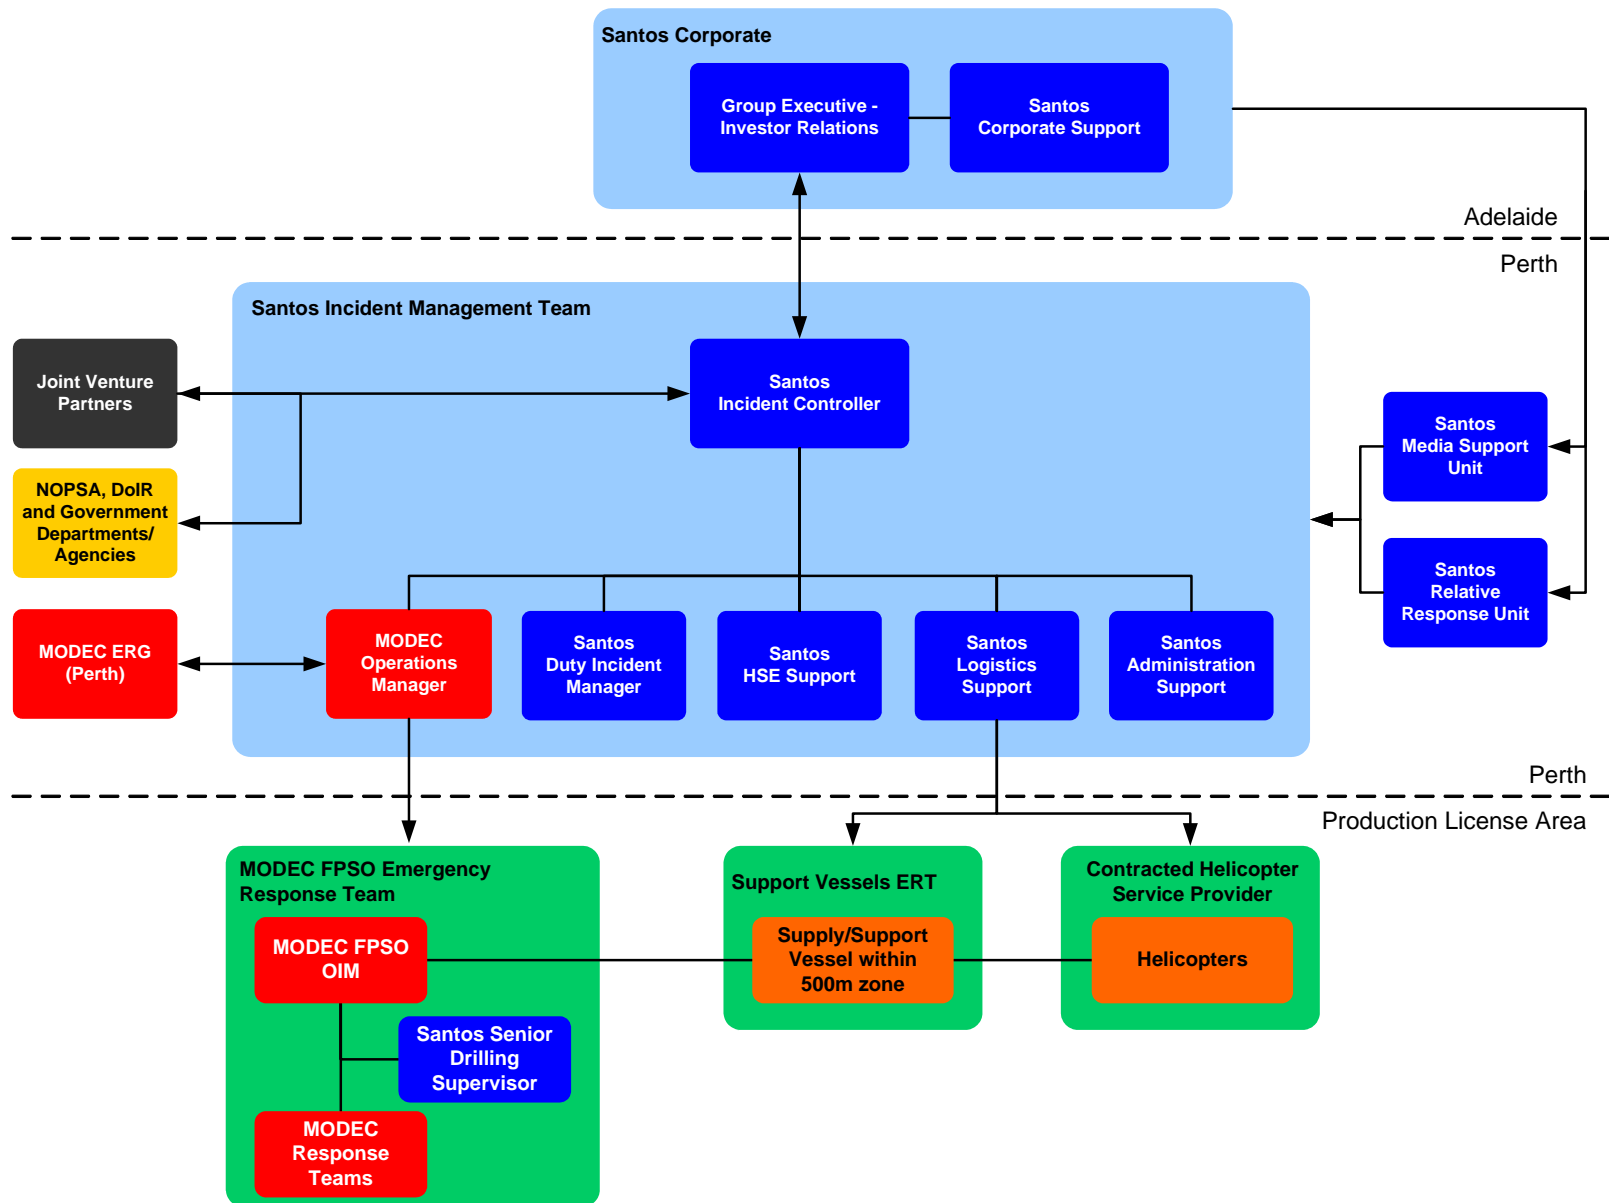 Santos Corporate
Group Executive -
Investor Relations
Santos
Corporate Support
Adelaide
Perth
Santos Incident Management Team
Joint Venture
Partners
Santos
Incident Controller
Santos
Media Support
Unit
NOPSA, DoIR
and Government
Departments/
Agencies
Santos
Relative
Response Unit
MODEC ERG
(Perth)
MODEC
Operations
Manager
Santos
Duty Incident
Manager
Santos
HSE Support
Santos
Logistics
Support
Santos
Administration
Support
Perth
Production License Area
MODEC FPSO Emergency
Response Team
Support Vessels ERT
Contracted Helicopter
Service Provider
MODEC FPSO
OIM
Supply/Support
Vessel within
500m zone
Helicopters
Santos Senior
Drilling
Supervisor
MODEC
Response
Teams